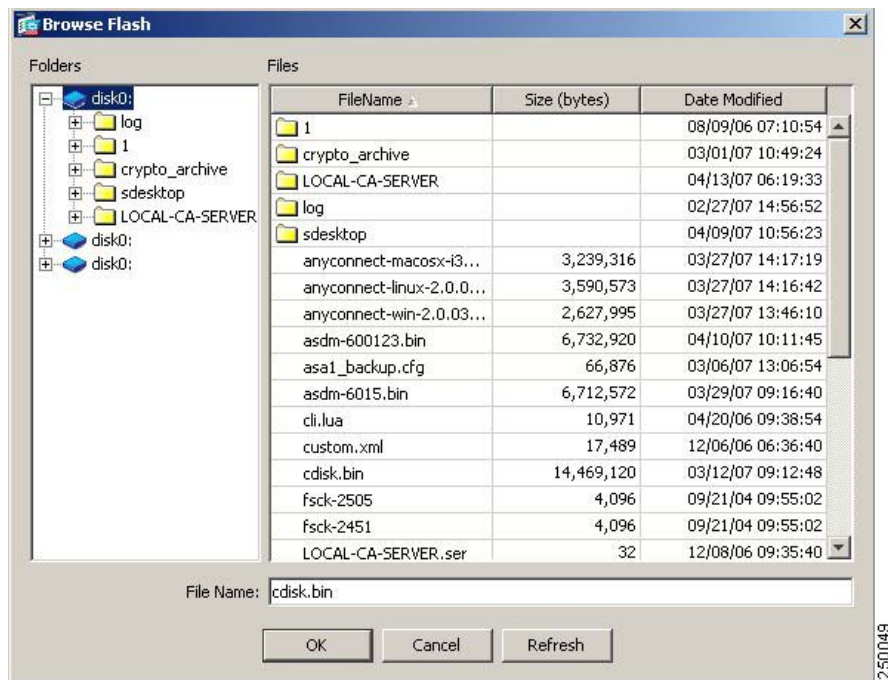 Browse Flash
Folders
Files
disk0:
log
1
crypto_archive
sdesktop
LOCAL-CA-SERVER
disk0:
disk0:
FileName Size (bytes) Date Modified
1 08/09/06 07:10:54
crypto_archive 03/01/07 10:49:24
LOCAL-CA-SERVER 04/13/07 06:19:33
log 02/27/07 14:56:52
sdesktop 04/09/07 10:56:23
anyconnect-macosx-i3... 3,239,316 03/27/07 14:17:19
anyconnect-linux-2.0.0... 3,590,573 03/27/07 14:16:42
anyconnect-win-2.0.03... 2,627,995 03/27/07 13:46:10
asdm-600123.bin 6,732,920 04/10/07 10:11:45
asa1_backup.cfg 66,876 03/06/07 13:06:54
asdm-6015.bin 6,712,572 03/29/07 09:16:40
cli.lua 10,971 04/20/06 09:38:54
custom.xml 17,489 12/06/06 06:36:40
cdisk.bin 14,469,120 03/12/07 09:12:48
fsck-2505 4,096 09/21/04 09:55:02
fsck-2451 4,096 09/21/04 09:55:02
LOCAL-CA-SERVER.ser 32 12/08/06 09:35:40
File Name: cdisk.bin
OK Cancel Refresh
250049